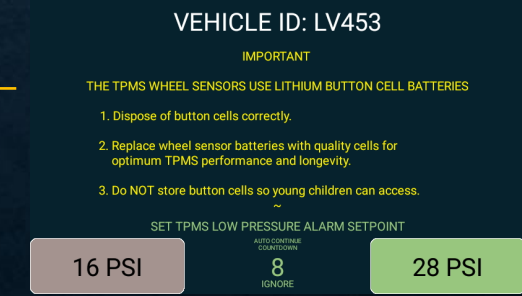 VEHICLE ID: LV453
IMPORTANT
THE TPMS WHEEL SENSORS USE LITHIUM BUTTON CELL BATTERIES
1. Dispose of button cells correctly.
2. Replace wheel sensor batteries with quality cells for
optimum TPMS performance and longevity.
3. Do NOT store button cells so young children can access.
~
SET TPMS LOW PRESSURE ALARM SETPOINT
16 PSI
AUTO CONTINUE
COUNTDOWN
8
IGNORE
28 PSI